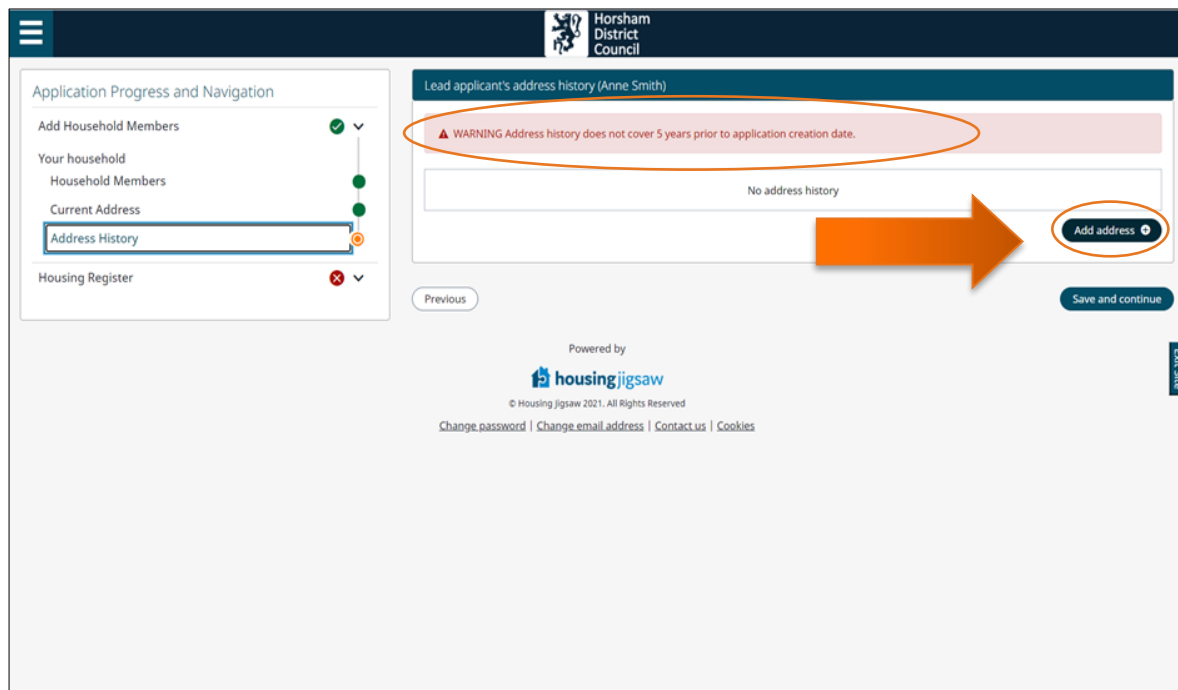 Horsham
District
Council
Application Progress and Navigation
Add Household Members
Your household
Household Members
Current Address
Address History
Housing Register
Lead applicant's address history (Anne Smith)
WARNING Address history does not cover 5 years prior to application creation date.
No address history
Add address
Previous
Save and continue
Exit Site
Powered by
housingjigsaw
© Housing Jigsaw 2021. All Rights Reserved
Change password | Change email address | Contact us | Cookies